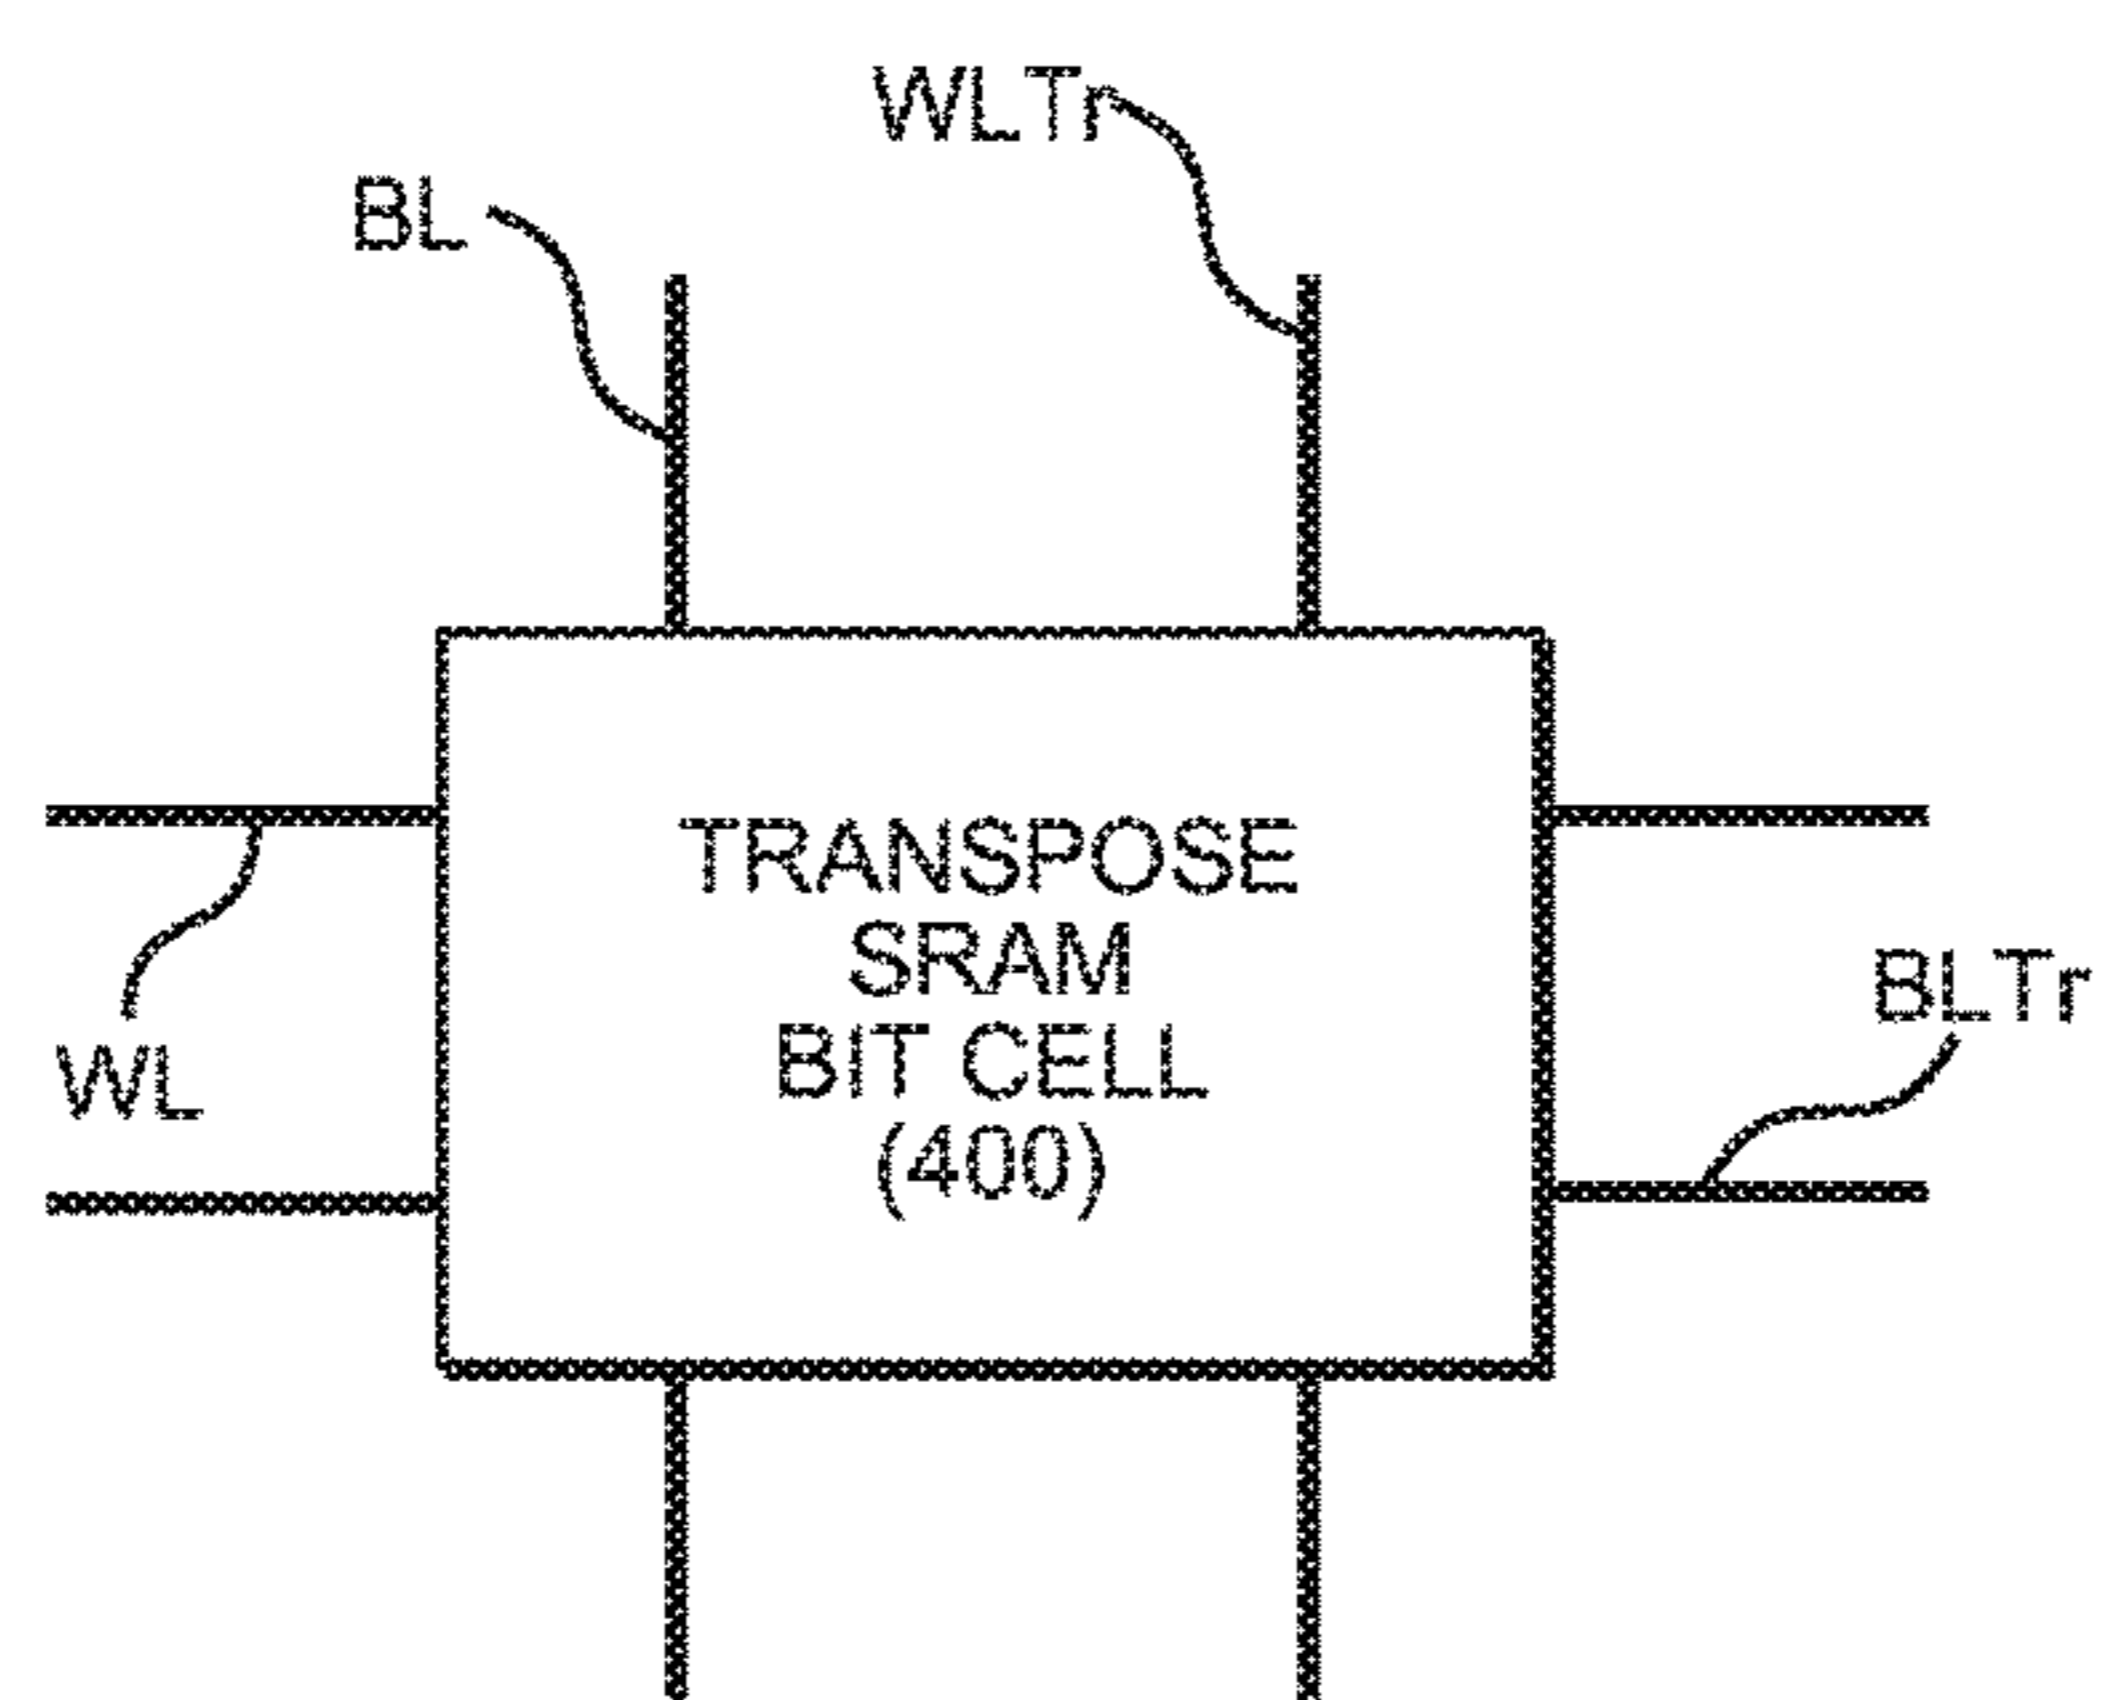 WLTr
BL
TRANSPOSE
SRAM
BIT CELL
(400)
BLTr
WL